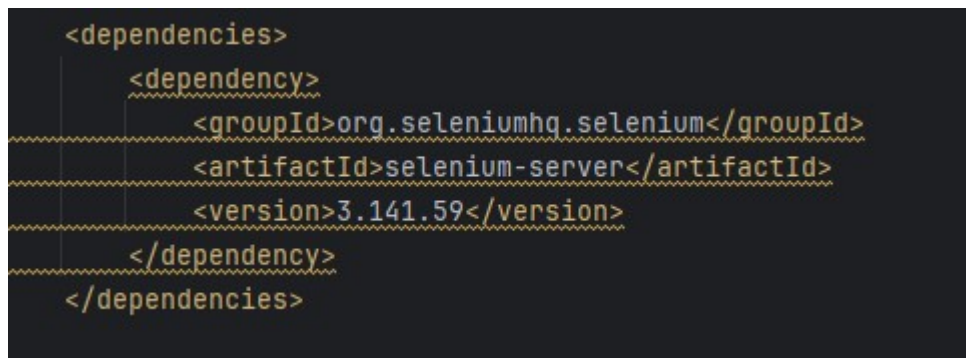 <dependencies>
<dependency>
<groupId>org.seleniumhq.selenium</groupId>
<artifactId>selenium-server</artifactId>
<version>3.141.59</version>
</dependency>
</dependencies>